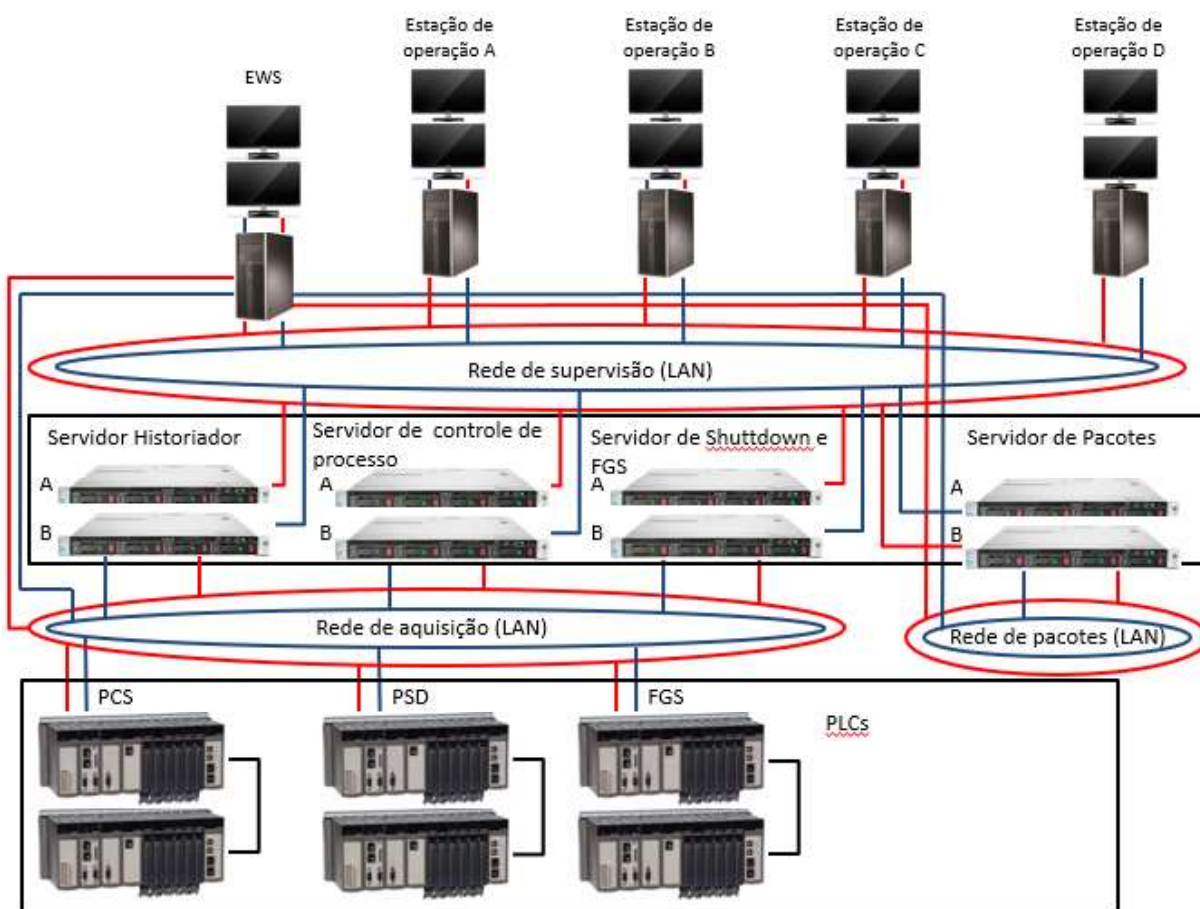 Estação de
operação A
Estação de
operação B
Estação de
operação C
Estação de
operação D
EWS
Rede de supervisão (LAN)
Servidor Historiador
A
B
Servidor de controle de
processo
A
B
Servidor de Shuttdown e
FGS
A
B
Servidor de Pacotes
A
B
Rede de aquisição (LAN)
Rede de pacotes (LAN)
PCS
PSD
FGS
PLCs